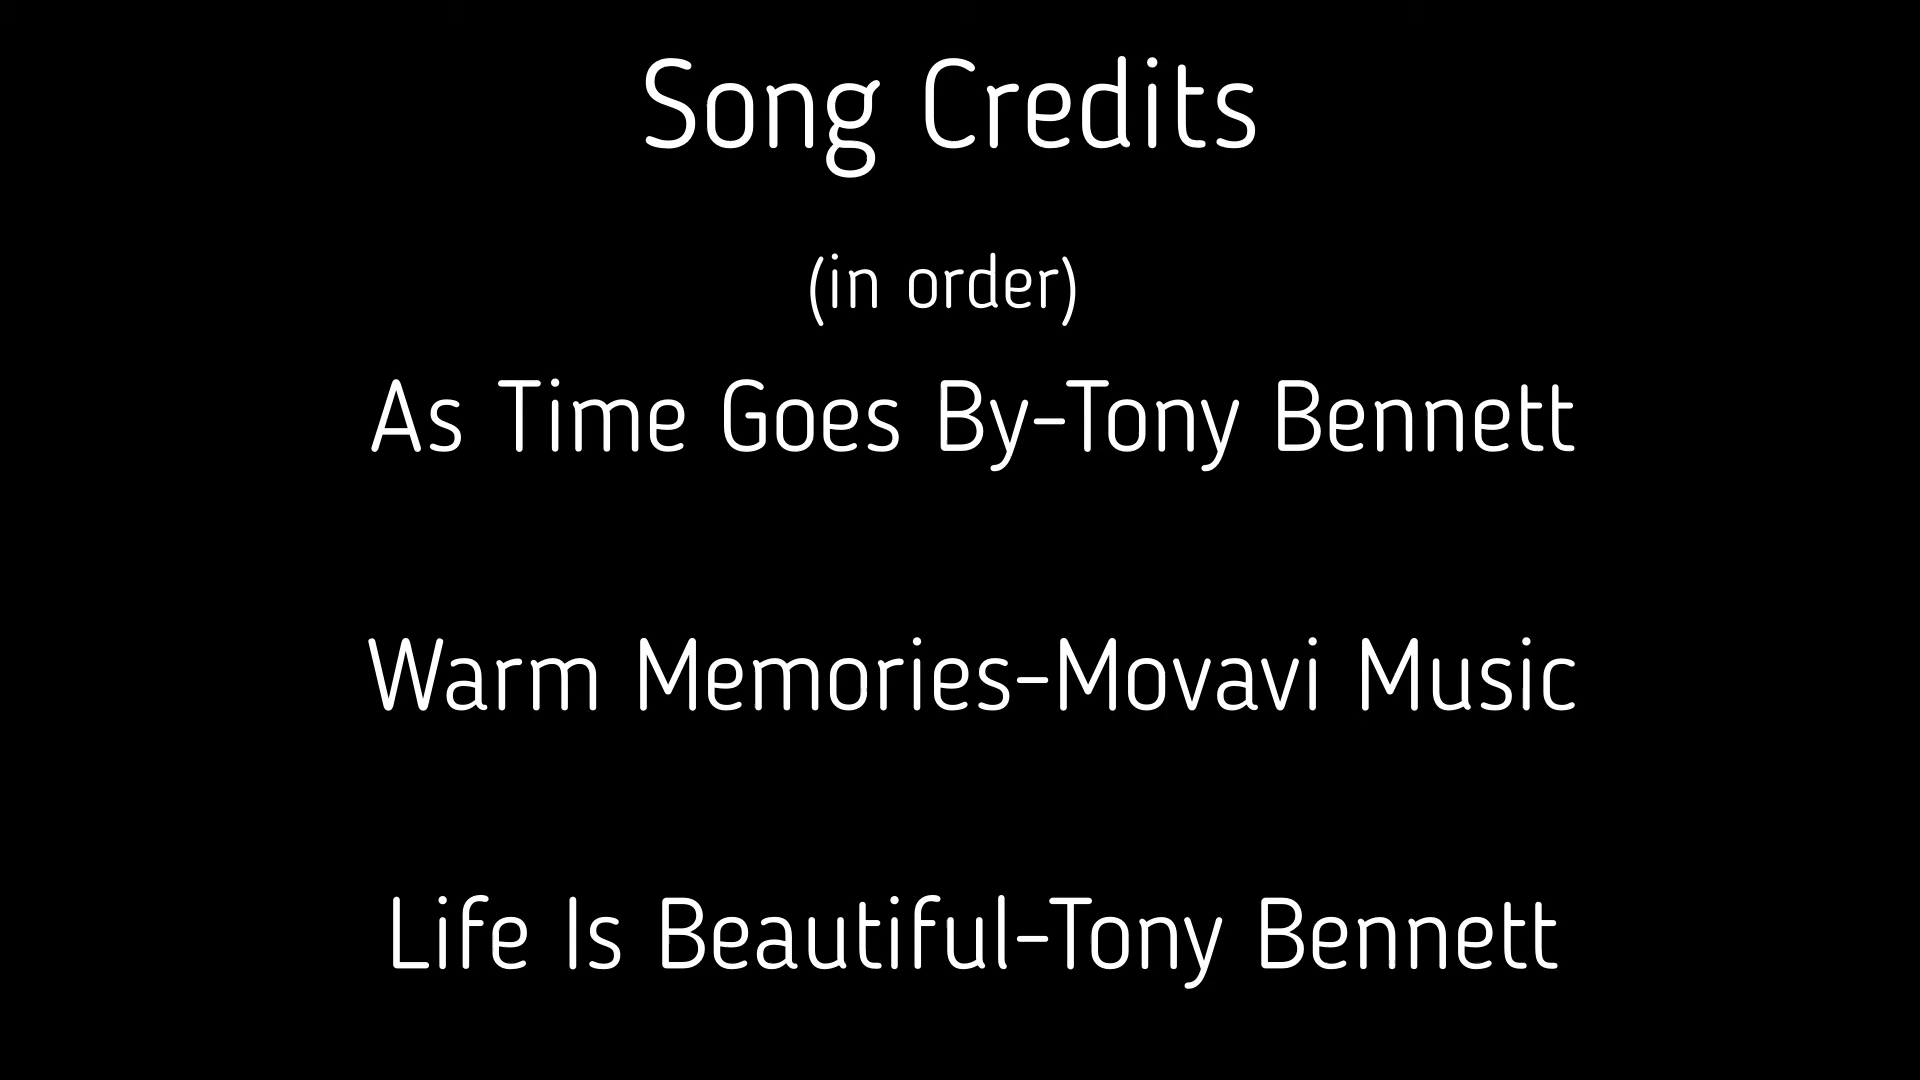 Song Credits
(in order)
As Time Goes By-Tony Bennett
Warm Memories-Movavi Music
Life Is Beautiful-Tony Bennett